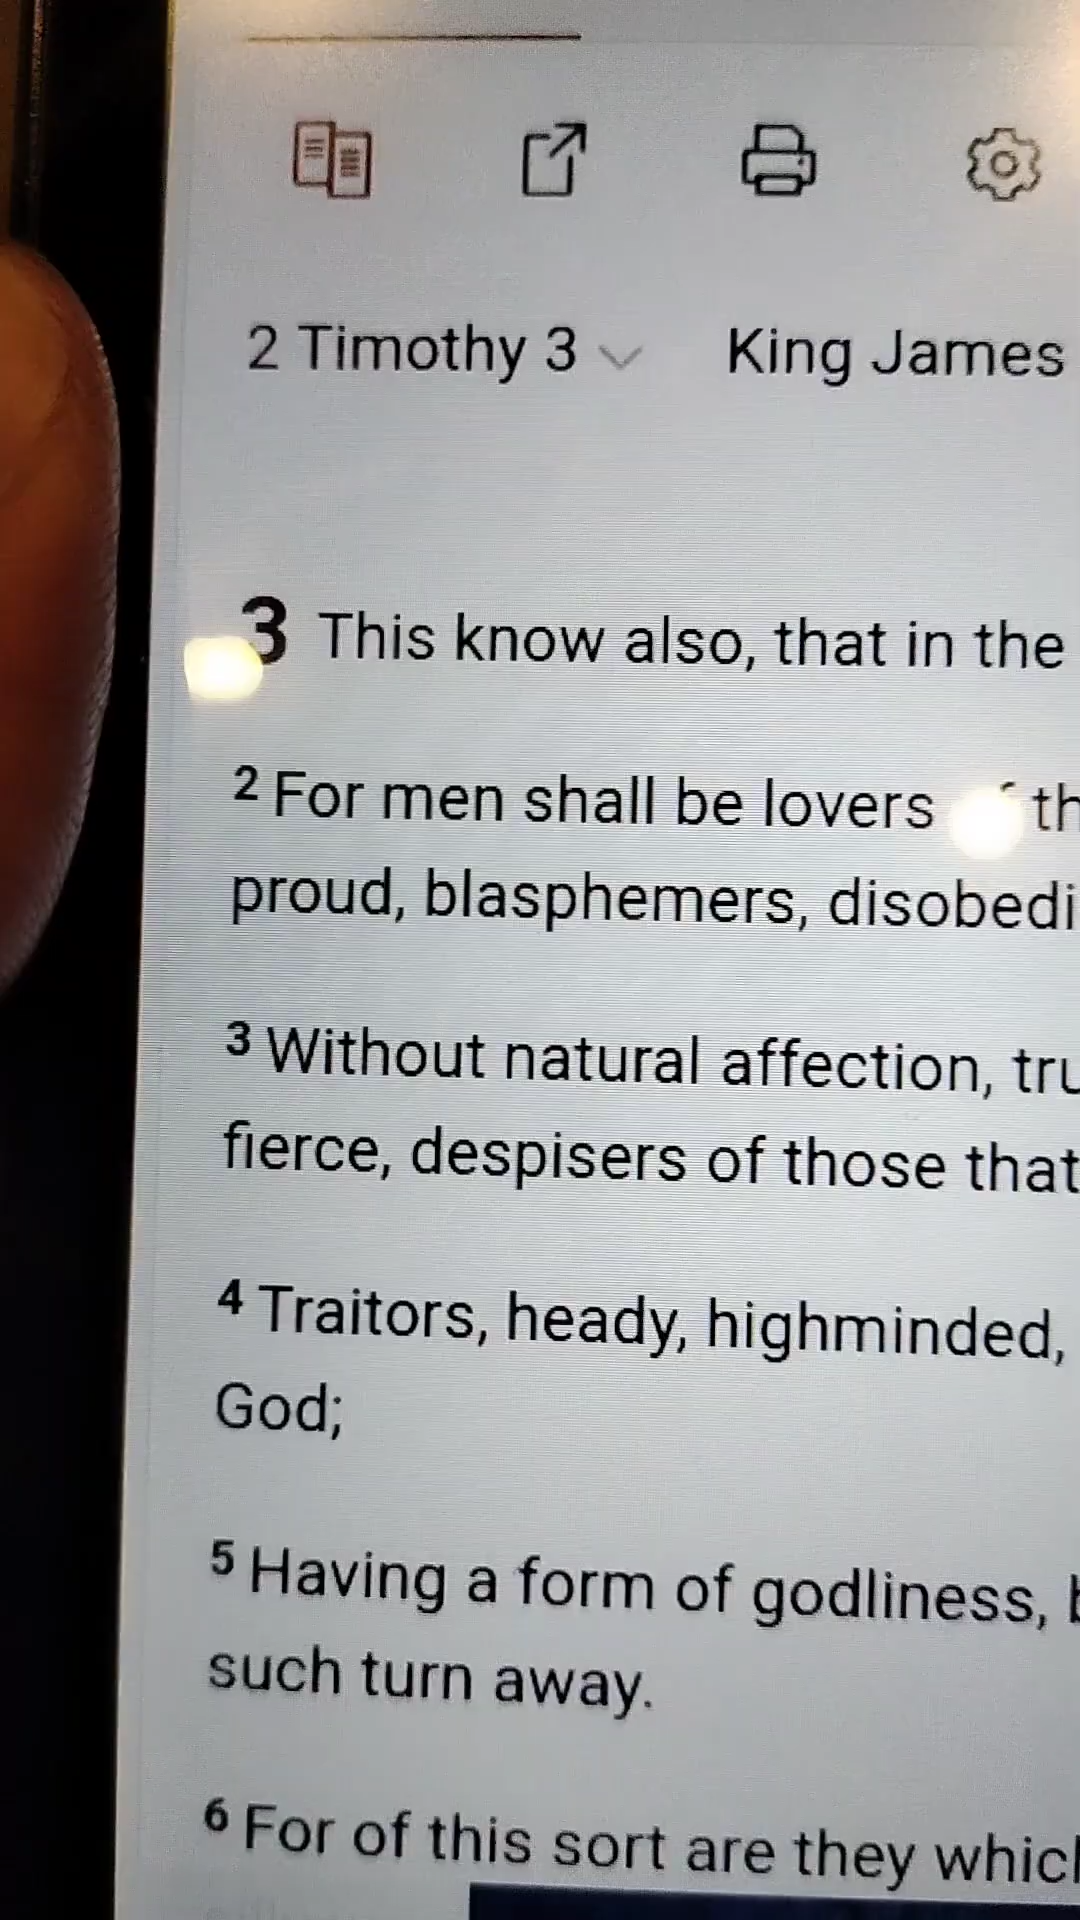 2 Timothy 3 King James
3 This know also, that in the
2 For men shall be lovers
proud, blasphemers, disobedi
3 Without natural affection, tru
fierce, despisers of those that
4 Traitors, heady, highminded,
God;
5 Having a form of godliness, b
such turn away.
6 For of this sort are they which